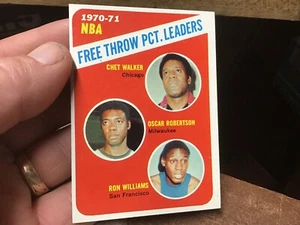 1970-71
NBA
FREE THROW PCT. LEADERS
CHET WALKER
Chicago
OSCAR ROBERTSON
Milwaukee
RON WILLIAMS
San Francisco